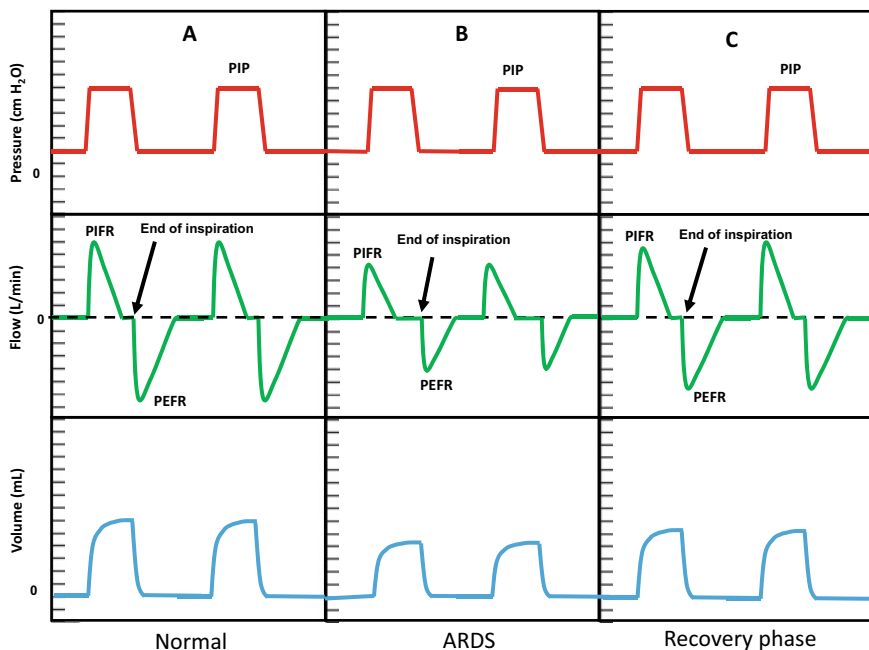 A
B
C
PIP
PIP
PIP
Pressure (cm H₂O)
0
PIFR
End of inspiration
PEFR
PIFR
End of inspiration
PEFR
PIFR
End of inspiration
PEFR
Flow (L/min)
0
Volume (mL)
0
Normal
ARDS
Recovery phase